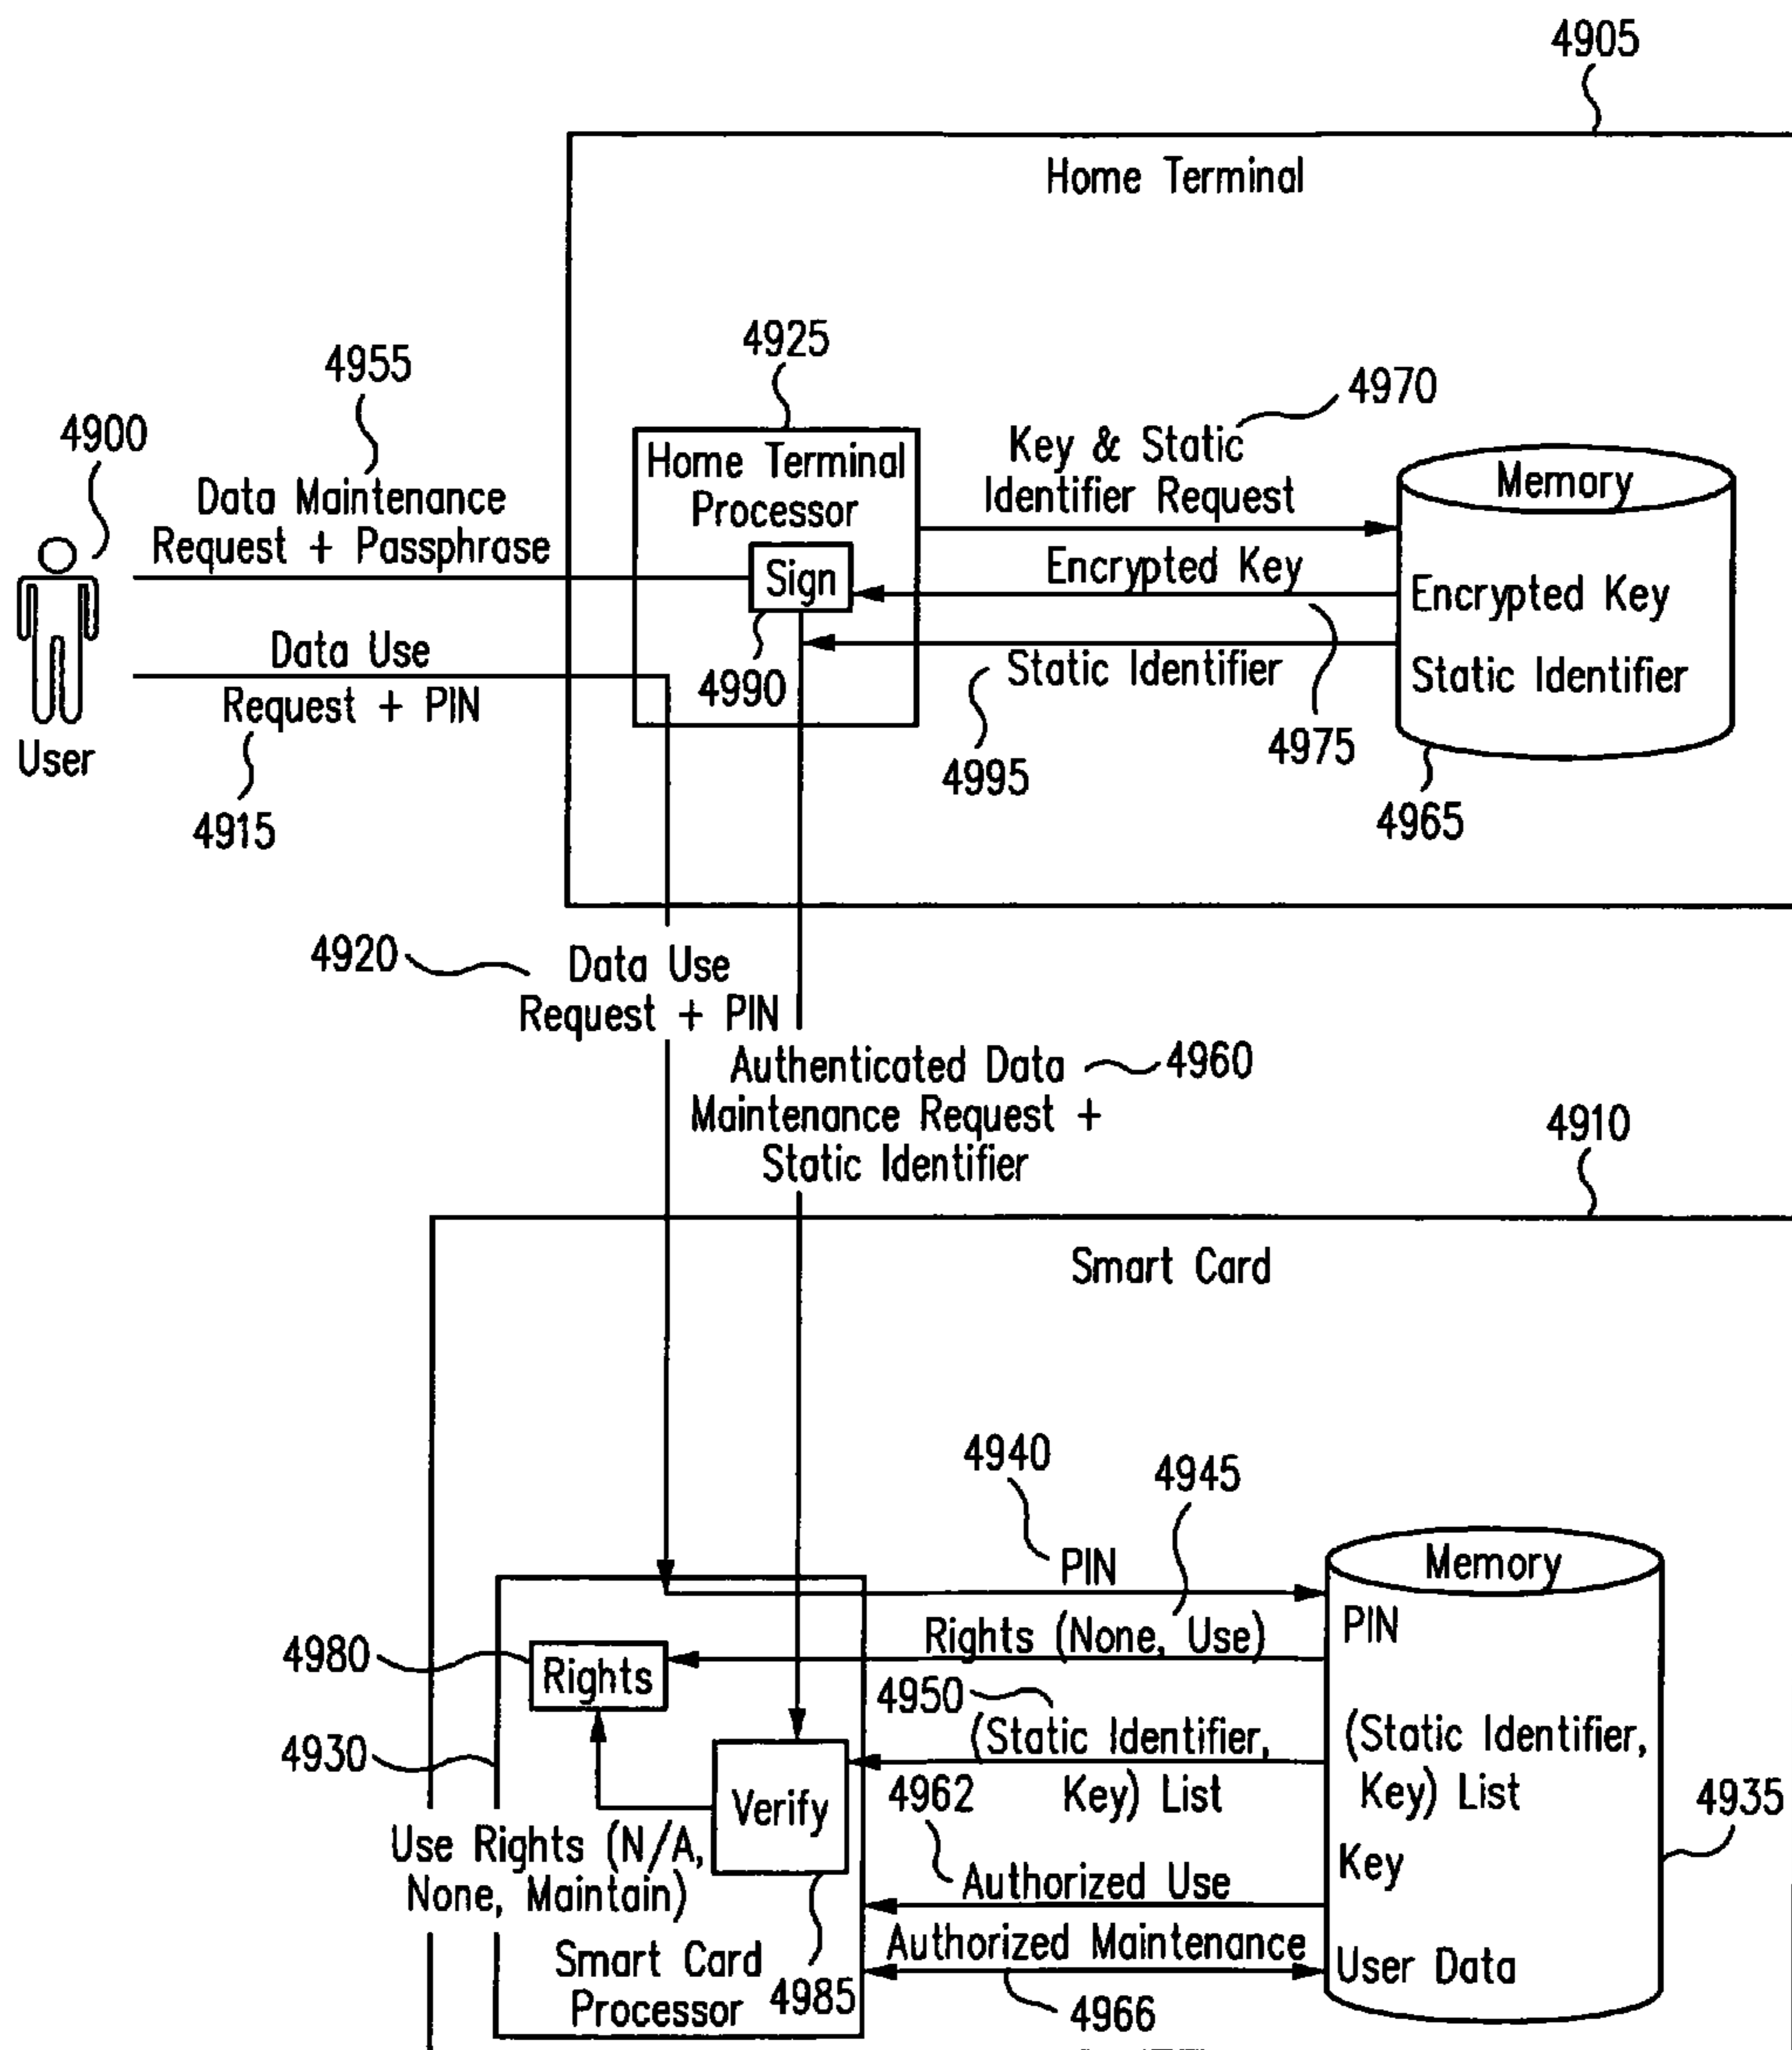 4905
Home Terminal
4925
4955
4970
4900
Home Terminal
Processor
Key & Static
Identifier Request
Memory
Data Maintenance
Request + Passphrase
Sign
Encrypted Key
Encrypted Key
Data Use
Request + PIN
4990
Static Identifier
Static Identifier
User
4995
4975
4915
4965
4920
Data Use
Request + PIN
Authenticated Data
Maintenance Request +
Static Identifier
4960
4910
Smart Card
4940
4945
PIN
Memory
PIN
Rights (None, Use)
4980
Rights
4950
(Static Identifier,
Key) List
(Static Identifier,
Key) List
4930
4962
4935
Verify
Use Rights (N/A,
None, Maintain)
Key
Authorized Use
Authorized Maintenance
User Data
Smart Card
Processor
4985
4966